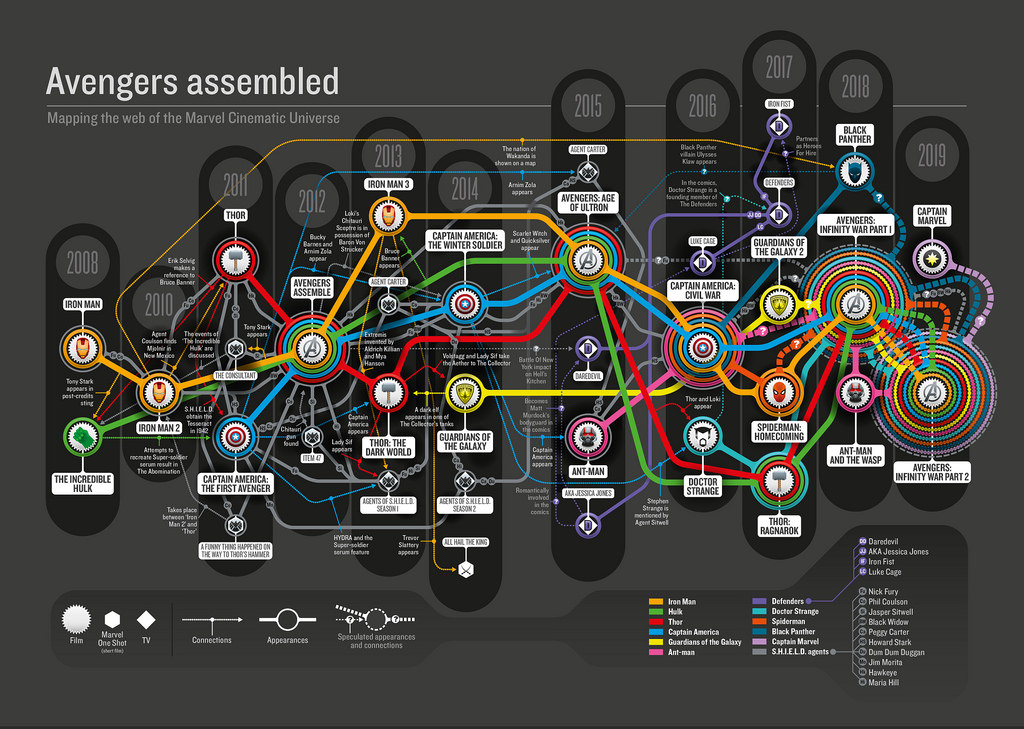 Avengers assembled
Mapping the web of the Marvel Cinematic Universe
2008
2010
2011
2012
2013
2014
2015
2016
2017
2018
2019
IRON MAN
Tony Stark
appears in
post-credits
sting
THE INCREDIBLE
HULK
Agent
Coulson finds
Mjolnir in
New Mexico
IRON MAN 2
Attempts to
recreate Super-soldier
serum result in
The Abomination
Takes place
between 'Iron
Man 2' and
'Thor'
THOR
Erik Selvig
makes a
reference to
Bruce Banner
The events of
'The Incredible
Hulk' are
discussed
Tony Stark
appears
THE CONSULTANT
S.H.I.E.L.D.
obtain the
Tesseract
in 1942
CAPTAIN AMERICA:
THE FIRST AVENGER
A FUNNY THING HAPPENED ON
THE WAY TO THOR'S HAMMER
Bucky
Barnes and
Arnim Zola
appear
AVENGERS
ASSEMBLE
Chitauri
gun
found
ITEM 47
Lady Sif
appears
HYDRA and the
Super-soldier
serum feature
IRON MAN 3
Loki's
Chitauri
Sceptre is in
possession of
Baron Von
Strucker
Bruce
Banner
appears
AGENT CARTER
Extremis
invented by
Aldrich Killian
and Mya
Hanson
Captain
America
appears
THOR: THE
DARK WORLD
AGENTS OF S.H.I.E.L.D.
SEASON 1
Trevor
Slattery
appears
CAPTAIN AMERICA:
THE WINTER SOLDIER
Volstagg and Lady Sif take
the Aether to The Collector
A dark elf
appears in one of
The Collector's tanks
GUARDIANS OF
THE GALAXY
AGENTS OF S.H.I.E.L.D.
SEASON 2
ALL HAIL THE KING
The nation of
Wakanda is
shown on a map
Arnim Zola
appears
Scarlet Witch
and Quicksilver
appear
AGENT CARTER
AVENGERS: AGE
OF ULTRON
Battle Of New
York impact
on Hell's
Kitchen
DAREDEVIL
Becomes
Matt
Murdock's
bodyguard in
the comics
Captain
America
appears
ANT-MAN
Romantically
involved
in the
comics
AKA JESSICA JONES
Black Panther
villain Ulysses
Klaw appears
In the comics,
Doctor Strange is a
founding member of
The Defenders
LUKE CAGE
CAPTAIN AMERICA:
CIVIL WAR
Thor and Loki
appear
DOCTOR
STRANGE
Stephen
Strange is
mentioned by
Agent Sitwell
IRON FIST
Partners
as Heroes
For Hire
DEFENDERS
JJ DD
LC
GUARDIANS OF
THE GALAXY 2
SPIDERMAN:
HOMECOMING
THOR:
RAGNAROK
BLACK
PANTHER
AVENGERS:
INFINITY WAR PART I
ANT-MAN
AND THE WASP
CAPTAIN
MARVEL
AVENGERS:
INFINITY WAR PART 2
Film
Marvel
One Shot
(short film)
TV
Connections
Appearances
Speculated appearances
and connections
Iron Man
Hulk
Thor
Captain America
Guardians of the Galaxy
Ant-man
Defenders
Doctor Strange
Spiderman
Black Panther
Captain Marvel
S.H.I.E.L.D. agents
DD Daredevil
JJ AKA Jessica Jones
IF Iron Fist
LC Luke Cage
Nick Fury
Phil Coulson
Jasper Sitwell
Black Widow
Peggy Carter
Howard Stark
Dum Dum Duggan
Jim Morita
Hawkeye
Maria Hill